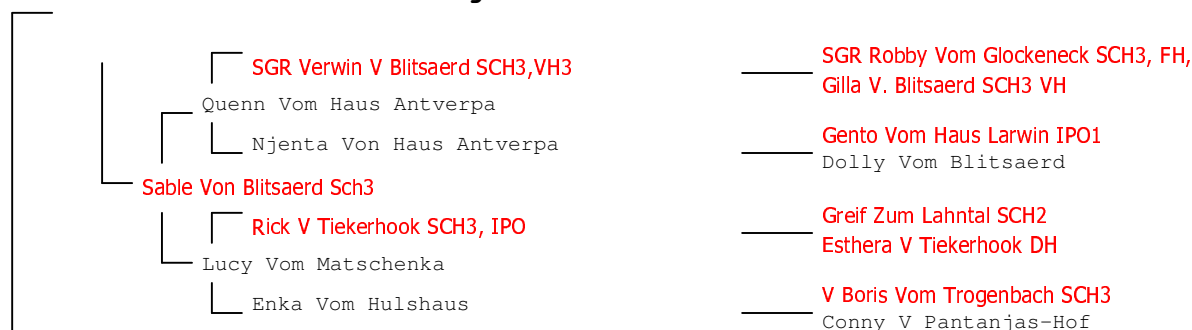 SGR Verwin V Blitsaerd SCH3,VH3
SGR Robby Vom Glockeneck SCH3, FH,
Gilla V. Blitsaerd SCH3 VH
Quenn Vom Haus Antverpa
Njenta Von Haus Antverpa
Gento Vom Haus Larwin IPO1
Dolly Vom Blitsaerd
Sable Von Blitsaerd Sch3
Rick V Tiekerhook SCH3, IPO
Greif Zum Lahntal SCH2
Esthera V Tiekerhook DH
Lucy Vom Matschenka
Enka Vom Hulshaus
V Boris Vom Trogenbach SCH3
Conny V Pantanjas-Hof